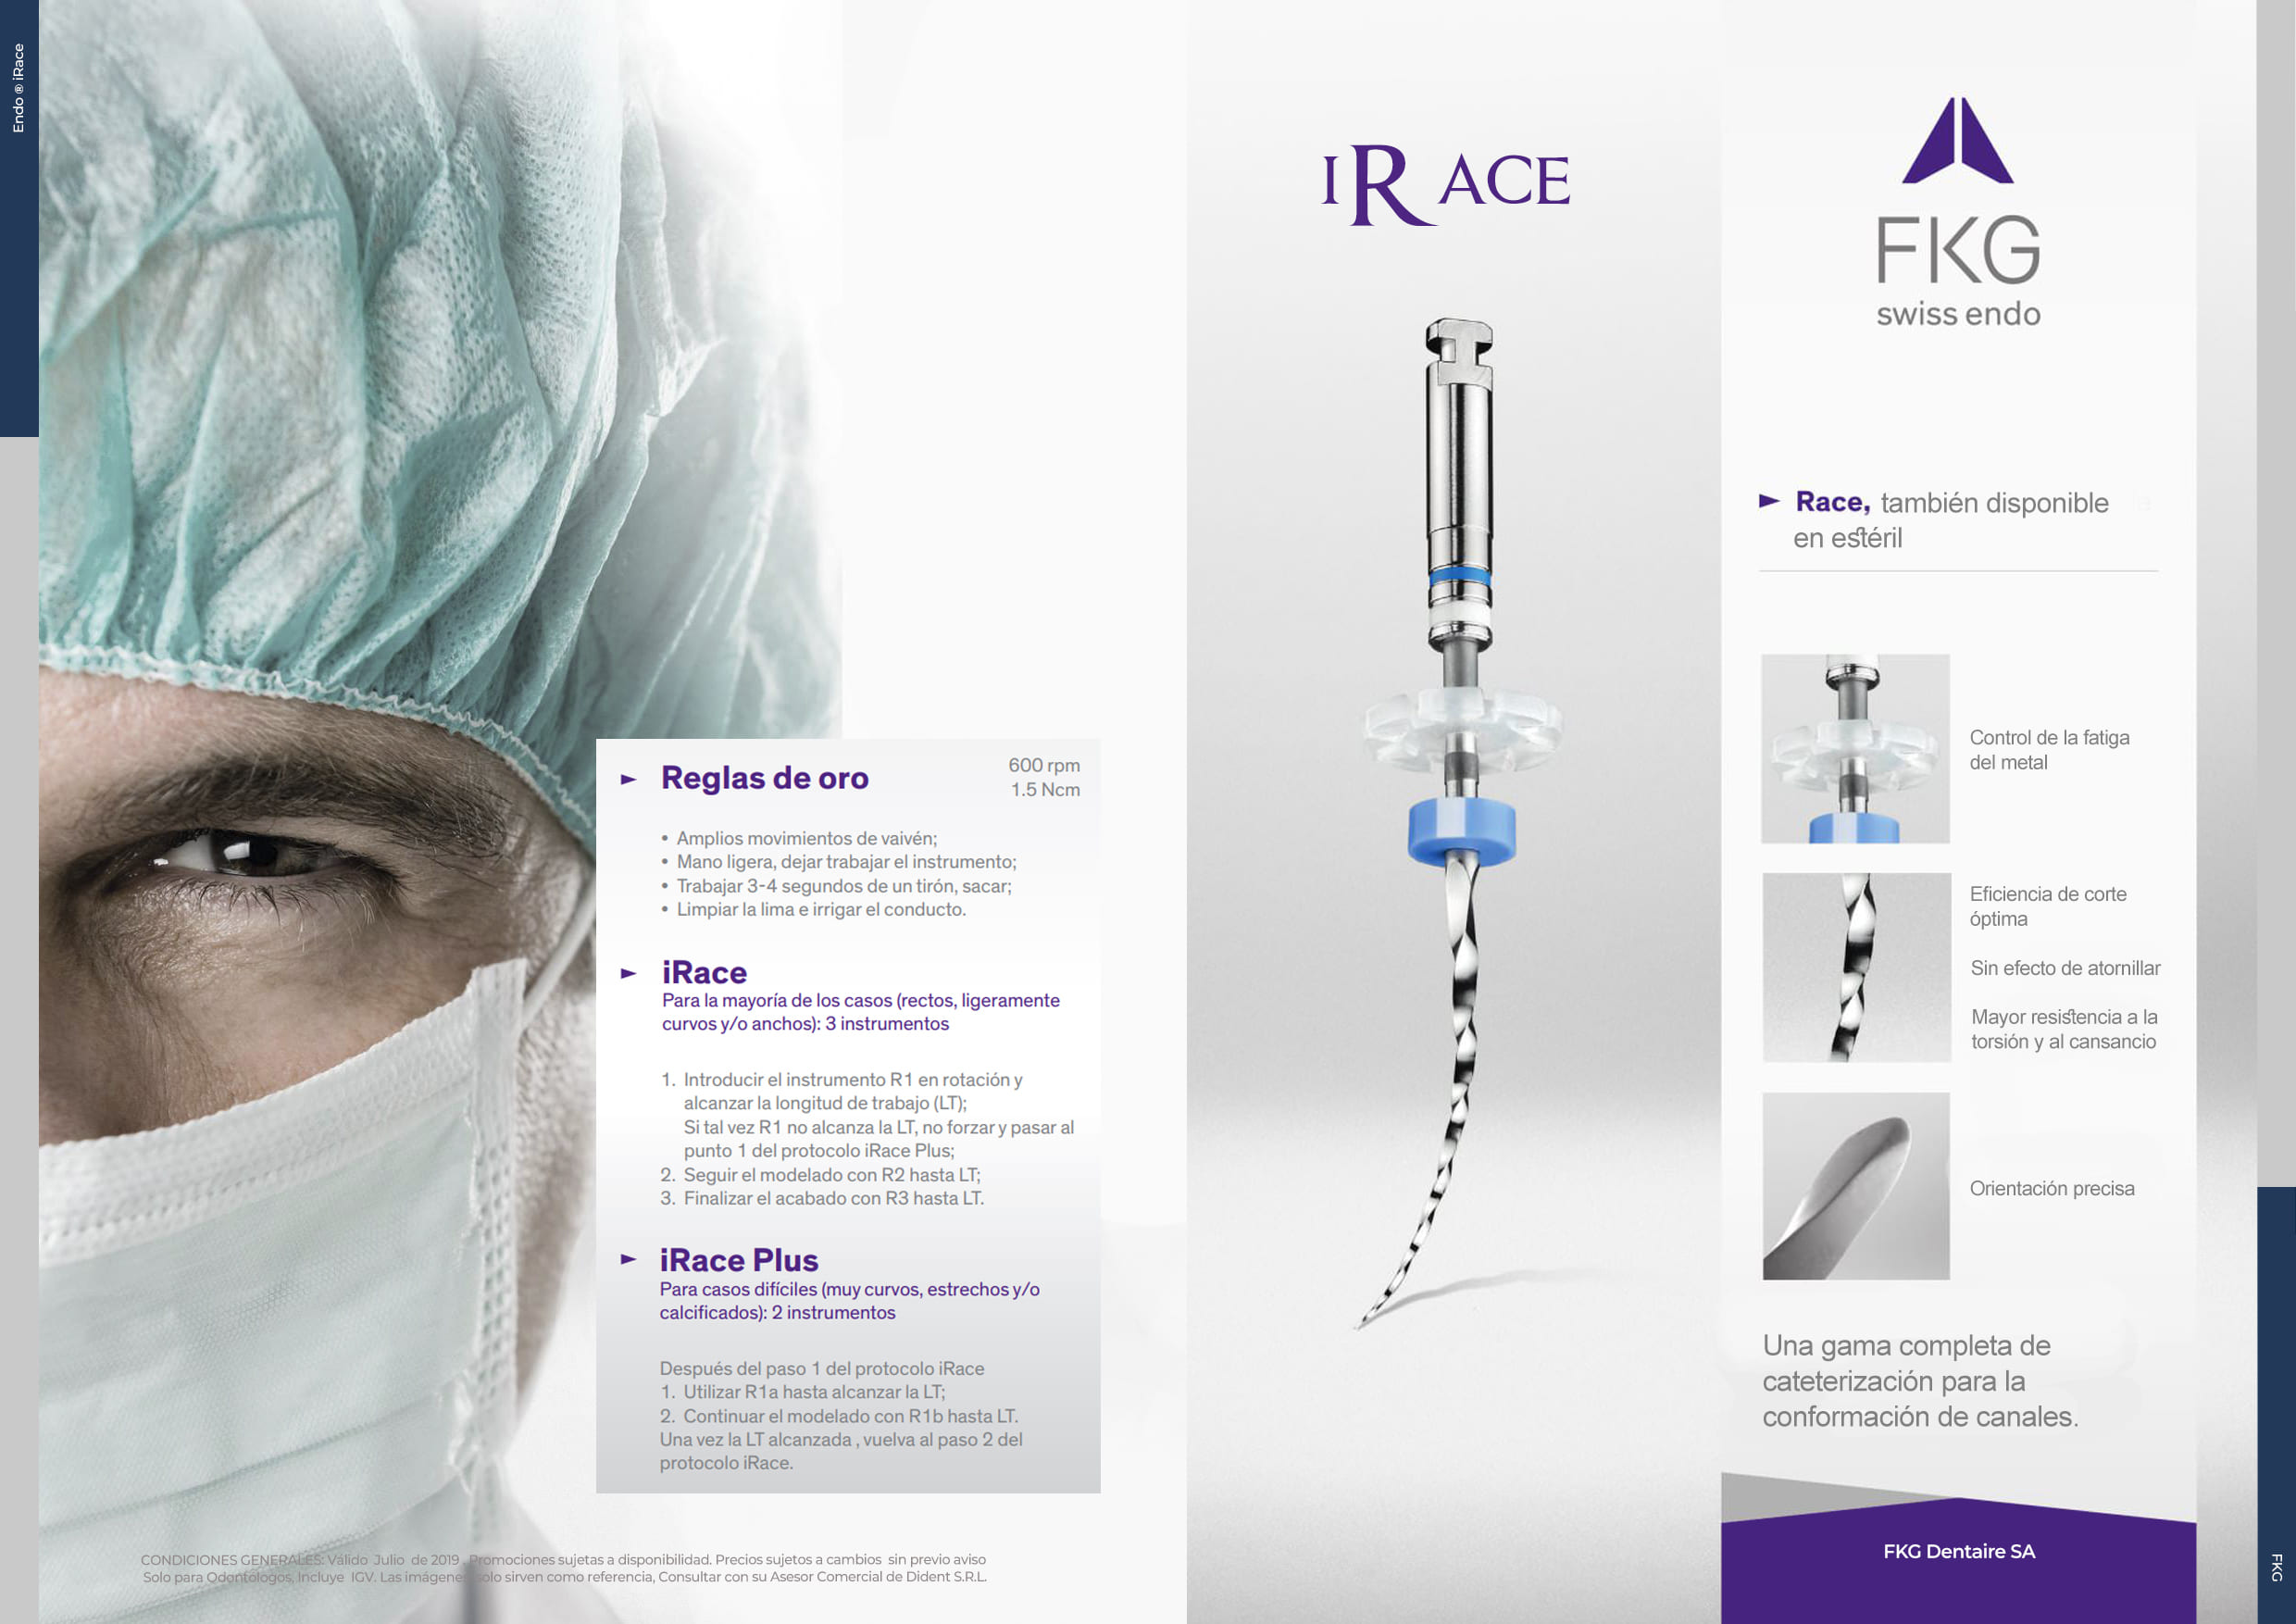 Endo ® iRace
► Reglas de oro
600 rpm
1.5 Ncm
• Amplios movimientos de vaivén;
• Mano ligera, dejar trabajar el instrumento;
• Trabajar 3-4 segundos de un tirón, sacar;
• Limpiar la lima e irrigar el conducto.
► iRace
Para la mayoría de los casos (rectos, ligeramente
curvos y/o anchos): 3 instrumentos
1. Introducir el instrumento R1 en rotación y
alcanzar la longitud de trabajo (LT);
Si tal vez R1 no alcanza la LT, no forzar y pasar al
punto 1 del protocolo iRace Plus;
2. Seguir el modelado con R2 hasta LT;
3. Finalizar el acabado con R3 hasta LT.
► iRace Plus
Para casos difíciles (muy curvos, estrechos y/o
calcificados): 2 instrumentos
Después del paso 1 del protocolo iRace
1. Utilizar R1a hasta alcanzar la LT;
2. Continuar el modelado con R1b hasta LT.
Una vez la LT alcanzada , vuelva al paso 2 del
protocolo iRace.
CONDICIONES GENERALES: Válido Julio de 2019 . Promociones sujetas a disponibilidad. Precios sujetos a cambios sin previo aviso
Solo para Odontólogos, Incluye IGV. Las imágenes solo sirven como referencia, Consultar con su Asesor Comercial de Dident S.R.L.
IRACE
FKG
swiss endo
► Race, también disponible
en estéril
Control de la fatiga
del metal
Eficiencia de corte
óptima
Sin efecto de atornillar
Mayor resistencia a la
torsión y al cansancio
Orientación precisa
Una gama completa de
cateterización para la
conformación de canales.
FKG Dentaire SA
FKG